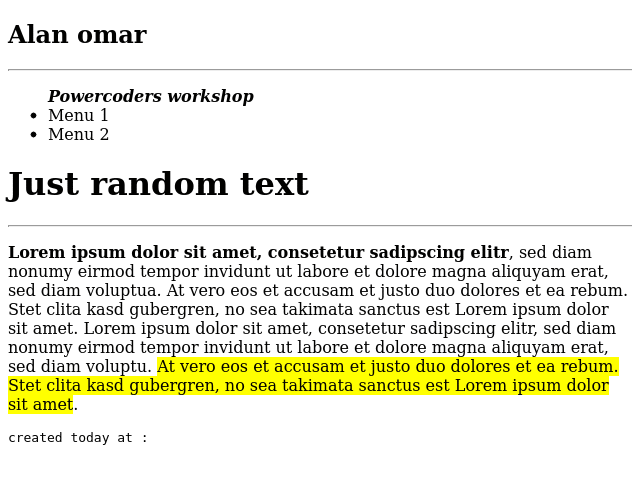 Alan omar
Powercoders workshop
Menu 1
Menu 2
Just random text
Lorem ipsum dolor sit amet, consetetur sadipscing elitr, sed diam
nonumy eirmod tempor invidunt ut labore et dolore magna aliquyam erat,
sed diam voluptua. At vero eos et accusam et justo duo dolores et ea rebum.
Stet clita kasd gubergren, no sea takimata sanctus est Lorem ipsum dolor
sit amet. Lorem ipsum dolor sit amet, consetetur sadipscing elitr, sed diam
nonumy eirmod tempor invidunt ut labore et dolore magna aliquyam erat,
sed diam voluptu. At vero eos et accusam et justo duo dolores et ea rebum.
Stet clita kasd gubergren, no sea takimata sanctus est Lorem ipsum dolor
sit amet.
created today at :